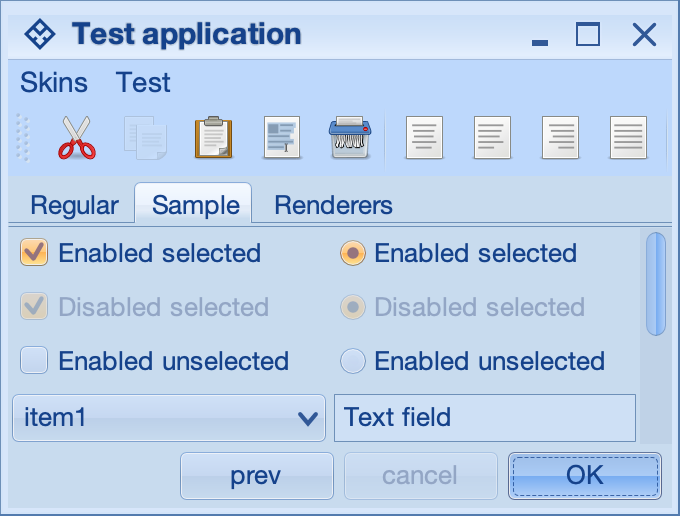 Test application
Skins Test
Regular Sample Renderers
Enabled selected Enabled selected
Disabled selected Disabled selected
Enabled unselected Enabled unselected
item1 Text field
prev cancel OK